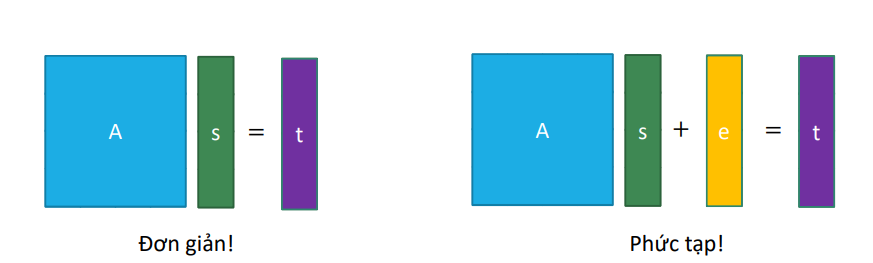 A s = t
A s + e = t
Đơn giản!
Phức tạp!